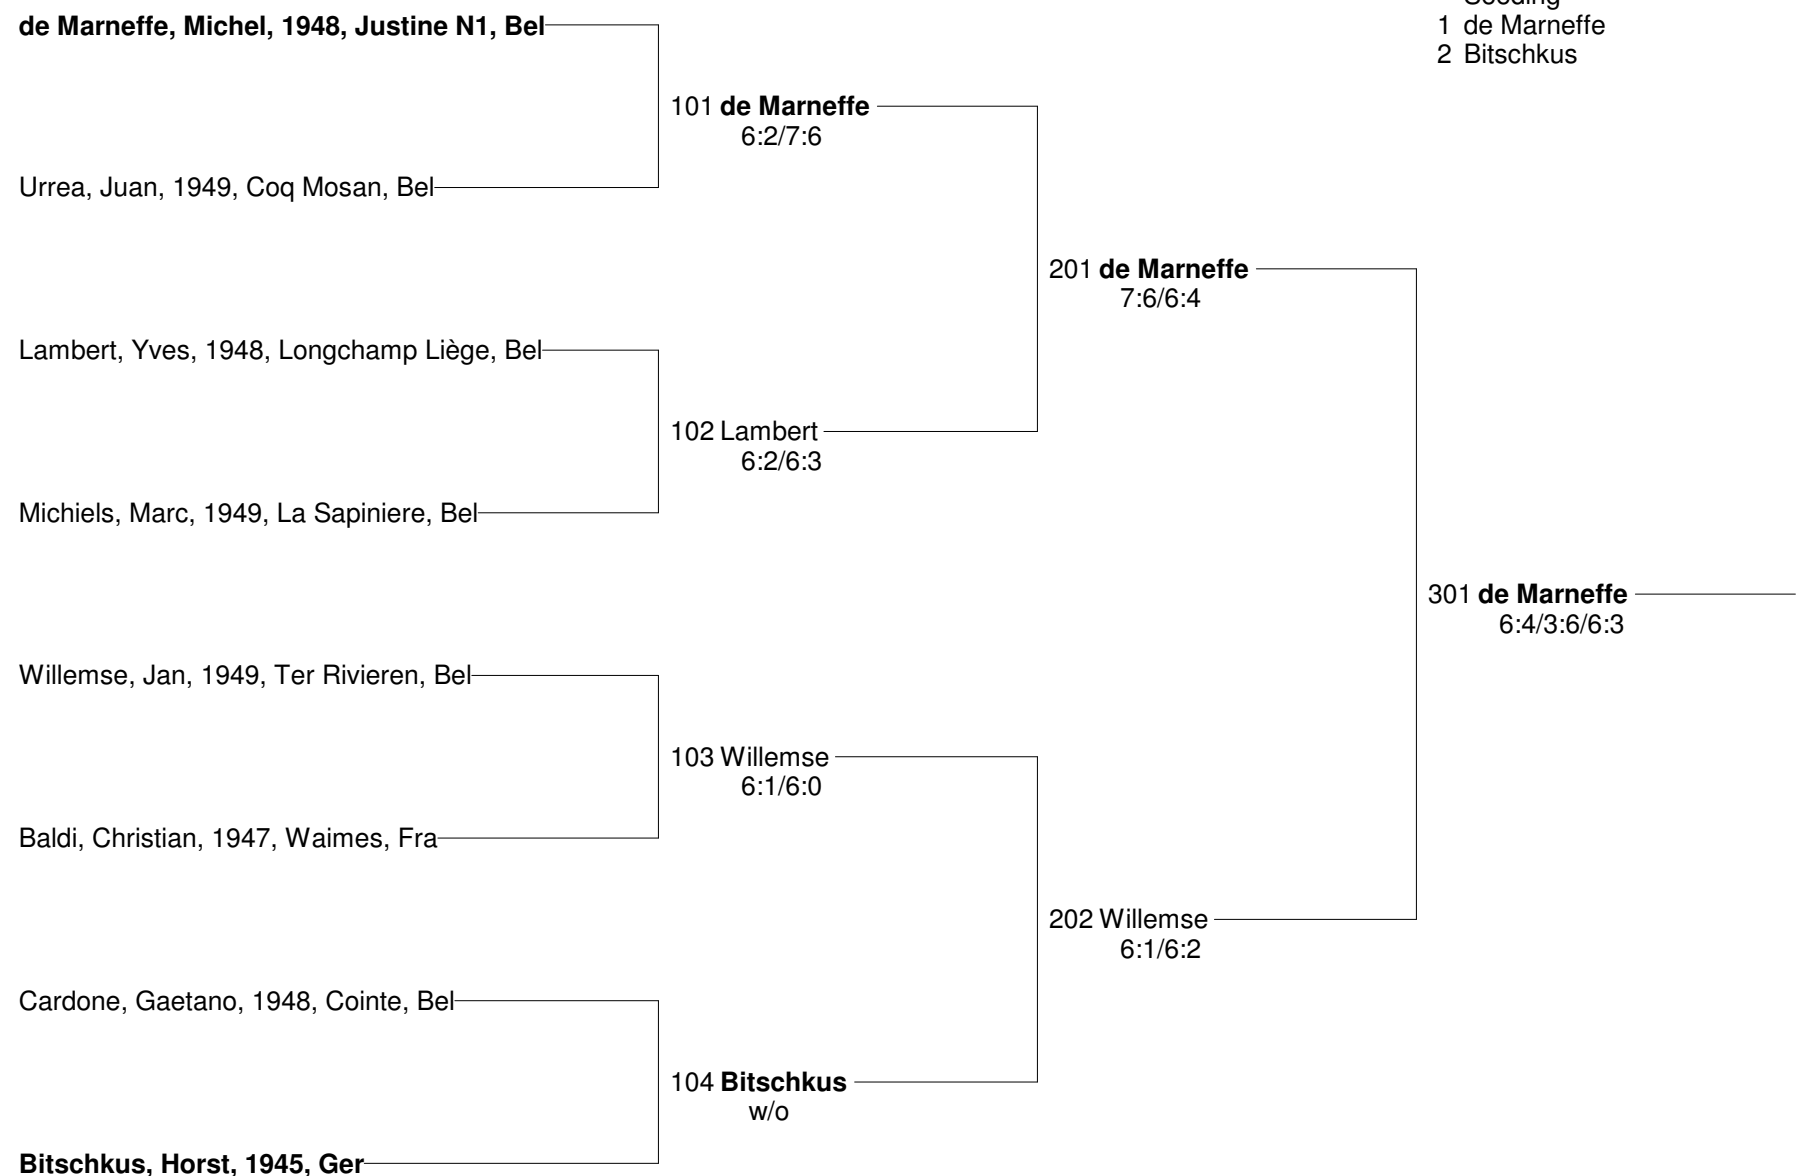 Seeding
1 de Marneffe
2 Bitschkus
de Marneffe, Michel, 1948, Justine N1, Bel
101 de Marneffe
6:2/7:6
Urrea, Juan, 1949, Coq Mosan, Bel
201 de Marneffe
7:6/6:4
Lambert, Yves, 1948, Longchamp Liège, Bel
102 Lambert
6:2/6:3
Michiels, Marc, 1949, La Sapiniere, Bel
301 de Marneffe
6:4/3:6/6:3
Willemse, Jan, 1949, Ter Rivieren, Bel
103 Willemse
6:1/6:0
Baldi, Christian, 1947, Waimes, Fra
202 Willemse
6:1/6:2
Cardone, Gaetano, 1948, Cointe, Bel
104 Bitschkus
w/o
Bitschkus, Horst, 1945, Ger